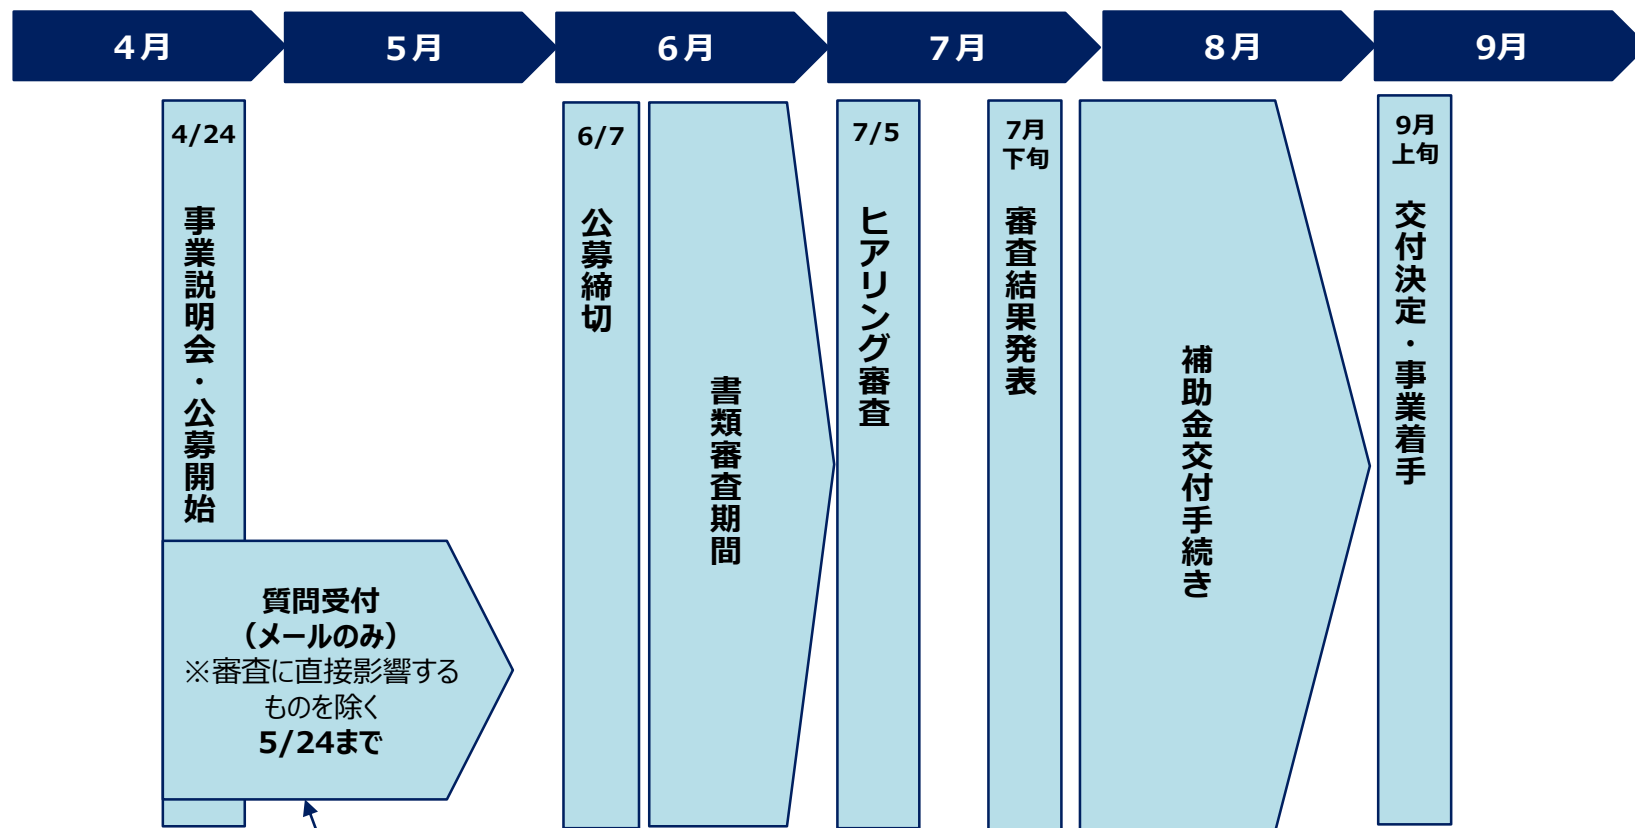 4月
5月
6月
7月
8月
9月
4/24
事業説明会・公募開始
質問受付
（メールのみ）
※審査に直接影響する
ものを除く
5/24まで
6/7
公募締切
書類審査期間
7/5
ヒアリング審査
7月
下旬
審査結果発表
補助金交付手続き
9月
上旬
交付決定・事業着手